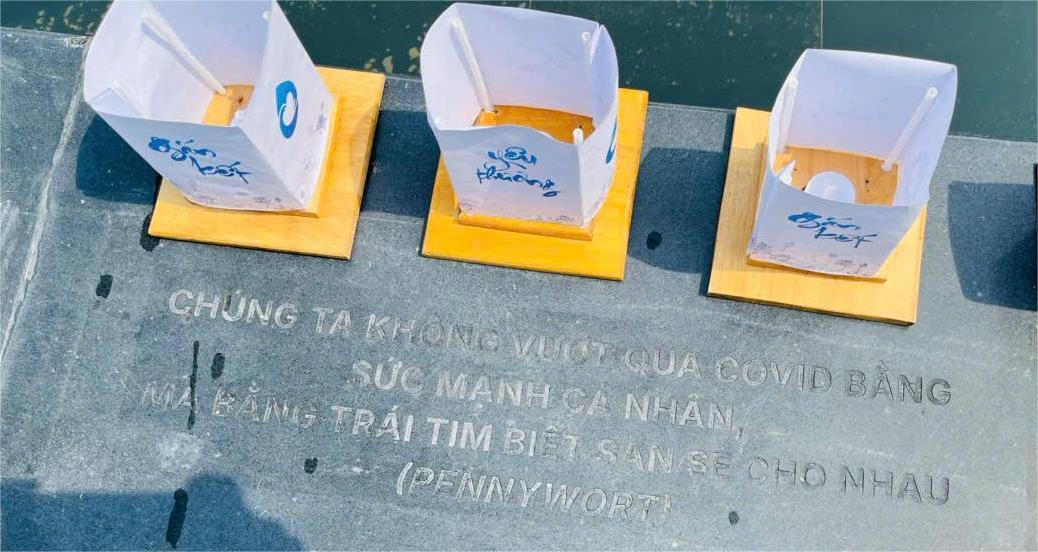 Gắn kết
yêu thương
Gắn kết
CHÚNG TA KHÔNG VƯỢT QUA COVID BẰNG
SỨC MẠNH CÁ NHÂN,
MÀ BẰNG TRÁI TIM BIẾT SAN SẺ CHO NHAU
(PENNYWORT)